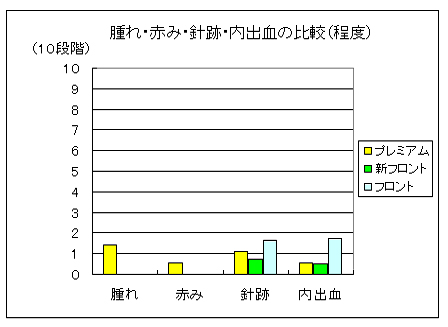 腫れ・赤み・針跡・内出血の比較(程度)
(10段階)
10
9
8
7
6
5
4
3
2
1
0
腫れ 赤み 針跡 内出血
プレミアム
新フロント
フロント